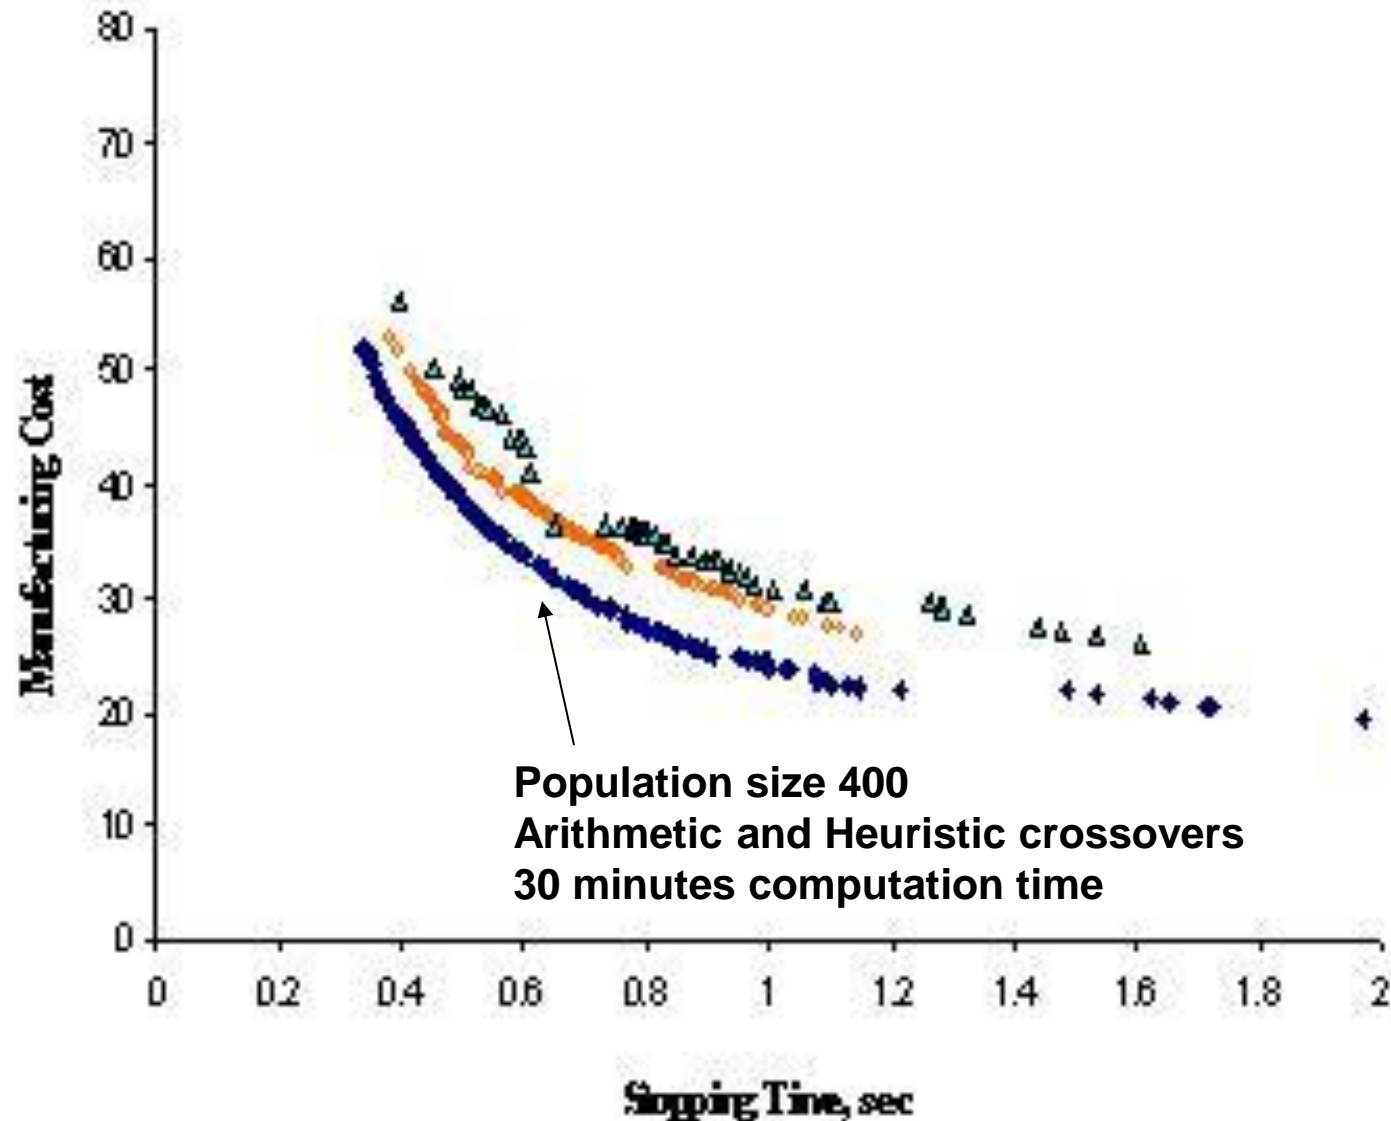 80
70
60
50
40
30
20
10
0
Manufacturing Cost
Population size 400
Arithmetic and Heuristic crossovers
30 minutes computation time
0 0.2 0.4 0.6 0.8 1 1.2 1.4 1.6 1.8 2
Stopping Time, sec